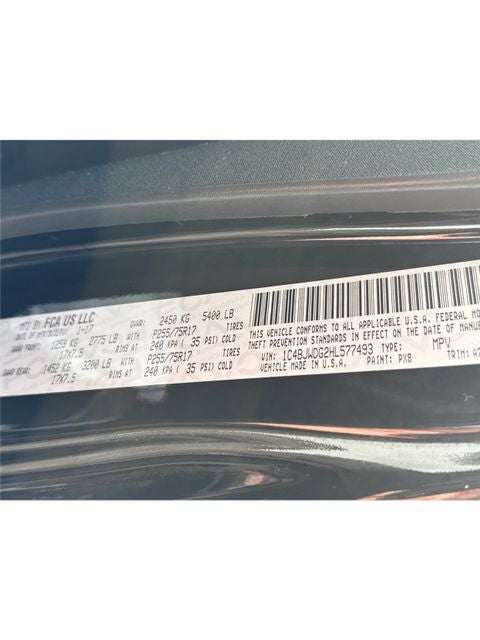 MFD BY: FCA US LLC
DATE OF MFR 1-17 GVWR: 2450 KG 5400 LB
GAWR FRONT: 1259 KG 2775 LB WITH P255/75R17 TIRES
17X7.5 RIMS AT 240 KPA ( 35 PSI) COLD
GAWR REAR: 1452 KG 3200 LB WITH P255/75R17 TIRES
17X7.5 RIMS AT 240 KPA ( 35 PSI) COLD
THIS VEHICLE CONFORMS TO ALL APPLICABLE U.S.A. FEDERAL
THEFT PREVENTION STANDARDS IN EFFECT ON THE DATE OF MANUF
VIN: 1C4BJWDG2HL577493 TYPE: MPV
VEHICLE MADE IN U.S.A. PAINT: PX8 TRIM: